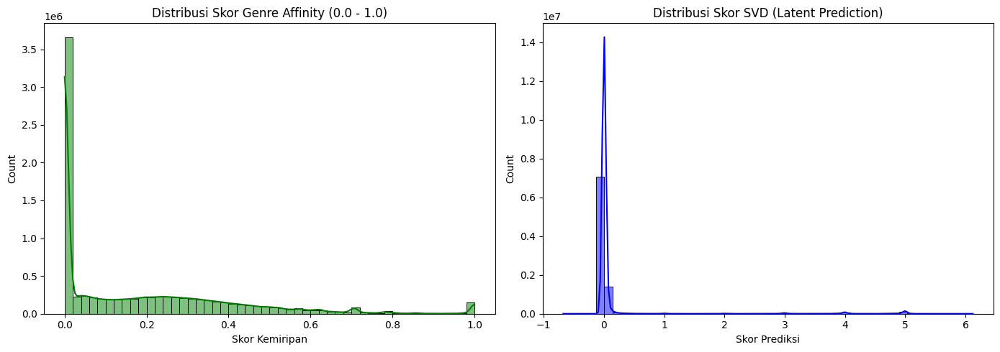 Distribusi Skor Genre Affinity (0.0 - 1.0)
1e6
3.5
3.0
2.5
2.0
1.5
1.0
0.5
0.0
Count
0.0 0.2 0.4 0.6 0.8 1.0
Skor Kemiripan
Distribusi Skor SVD (Latent Prediction)
1e7
1.4
1.2
1.0
0.8
0.6
0.4
0.2
0.0
Count
−1 0 1 2 3 4 5 6
Skor Prediksi